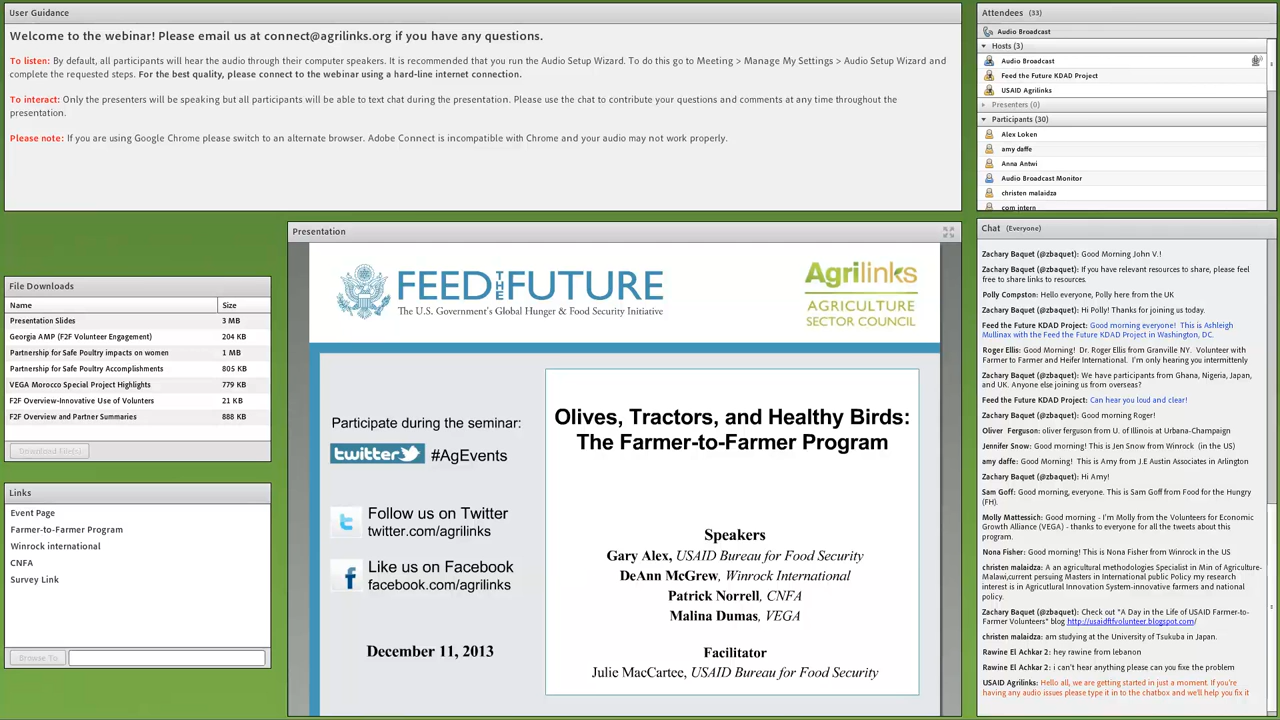 User Guidance
Welcome to the webinar! Please email us at connect@agrilinks.org if you have any questions.
To listen: By default, all participants will hear the audio through their computer speakers. It is recommended that you run the Audio Setup Wizard. To do this go to Meeting > Manage My Settings > Audio Setup Wizard and
complete the requested steps. For the best quality, please connect to the webinar using a hard-line internet connection.
To interact: Only the presenters will be speaking but all participants will be able to text chat during the presentation. Please use the chat to contribute your questions and comments at any time throughout the
presentation.
Please note: If you are using Google Chrome please switch to an alternate browser. Adobe Connect is incompatible with Chrome and your audio may not work properly.
File Downloads
Name Size
Presentation Slides 3 MB
Georgia AMP (F2F Volunteer Engagement) 204 KB
Partnership for Safe Poultry impacts on women 1 MB
Partnership for Safe Poultry Accomplishments 805 KB
VEGA Morocco Special Project Highlights 779 KB
F2F Overview-Innovative Use of Volunters 21 KB
F2F Overview and Partner Summaries 888 KB
Download File(s)
Links
Event Page
Farmer-to-Farmer Program
Winrock international
CNFA
Survey Link
Browse To
Presentation
FEED THE FUTURE
The U.S. Government's Global Hunger & Food Security Initiative
Agrilinks
AGRICULTURE
SECTOR COUNCIL
Participate during the seminar:
twitter #AgEvents
Follow us on Twitter
twitter.com/agrilinks
Like us on Facebook
facebook.com/agrilinks
December 11, 2013
Olives, Tractors, and Healthy Birds:
The Farmer-to-Farmer Program
Speakers
Gary Alex, USAID Bureau for Food Security
DeAnn McGrew, Winrock International
Patrick Norrell, CNFA
Malina Dumas, VEGA
Facilitator
Julie MacCartee, USAID Bureau for Food Security
Attendees (33)
Audio Broadcast
Hosts (3)
Audio Broadcast
Feed the Future KDAD Project
USAID Agrilinks
Presenters (0)
Participants (30)
Alex Loken
amy daffe
Anna Antwi
Audio Broadcast Monitor
christen malaidza
com intern
Chat (Everyone)
Zachary Baquet (@zbaquet): Good Morning John V.!
Zachary Baquet (@zbaquet): If you have relevant resources to share, please feel
free to share links to resources.
Polly Compston: Hello everyone, Polly here from the UK
Zachary Baquet (@zbaquet): Hi Polly! Thanks for joining us today.
Feed the Future KDAD Project: Good morning everyone! This is Ashleigh
Mullinax with the Feed the Future KDAD Project in Washington, DC.
Roger Ellis: Good Morning! Dr. Roger Ellis from Granville NY. Volunteer with
Farmer to Farmer and Heifer International. I'm only hearing you intermittently
Zachary Baquet (@zbaquet): We have participants from Ghana, Nigeria, Japan,
and UK. Anyone else joining us from overseas?
Feed the Future KDAD Project: Can hear you loud and clear!
Zachary Baquet (@zbaquet): Good morning Roger!
Oliver Ferguson: oliver ferguson from U. of Illinois at Urbana-Champaign
Jennifer Snow: Good morning! This is Jen Snow from Winrock (in the US)
amy daffe: Good Morning! This is Amy from J.E Austin Associates in Arlington
Zachary Baquet (@zbaquet): Hi Amy!
Sam Goff: Good morning, everyone. This is Sam Goff from Food for the Hungry
(FH).
Molly Mattessich: Good morning - I'm Molly from the Volunteers for Economic
Growth Alliance (VEGA) - thanks to everyone for all the tweets about this
program.
Nona Fisher: Good morning! This is Nona Fisher from Winrock in the US
christen malaidza: A an agricultural methodologies Specialist in Min of Agriculture-
Malawi,current persuing Masters in International public Policy my research
interest is in Agricultural Innovation System-innovative farmers and national
policy.
Zachary Baquet (@zbaquet): Check out "A Day in the Life of USAID Farmer-to-
Farmer Volunteers" blog http://usaidftfvolunteer.blogspot.com/
christen malaidza: am studying at the University of Tsukuba in Japan.
Rawine El Achkar 2: hey rawine from lebanon
Rawine El Achkar 2: i can't hear anything please can you fixe the problem
USAID Agrilinks: Hello all, we are getting started in just a moment. If you're
having any audio issues please type it in to the chatbox and we'll help you fix it